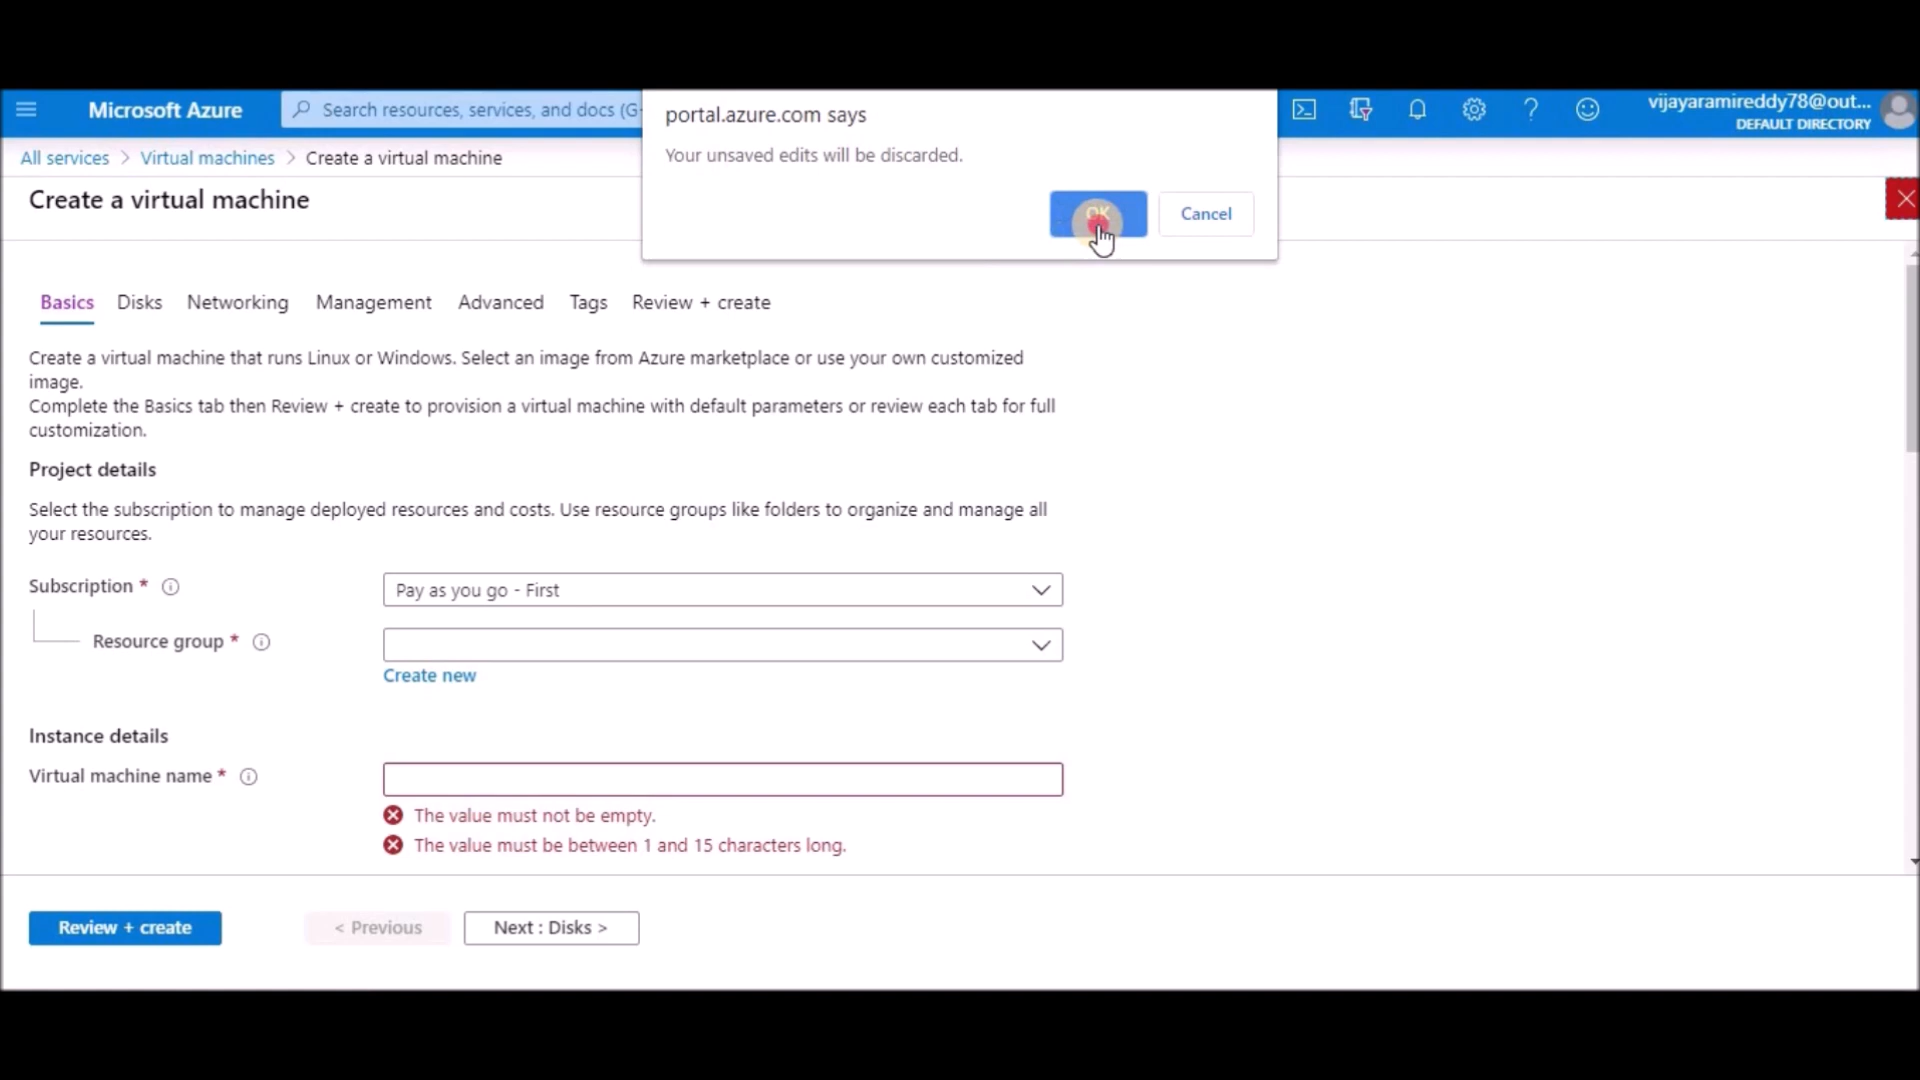 Microsoft Azure
Search resources, services, and docs (G
portal.azure.com says
Your unsaved edits will be discarded.
OK
Cancel
vijayaramireddy78@out...
DEFAULT DIRECTORY
All services > Virtual machines > Create a virtual machine
Create a virtual machine
Basics Disks Networking Management Advanced Tags Review + create
Create a virtual machine that runs Linux or Windows. Select an image from Azure marketplace or use your own customized
image.
Complete the Basics tab then Review + create to provision a virtual machine with default parameters or review each tab for full
customization.
Project details
Select the subscription to manage deployed resources and costs. Use resource groups like folders to organize and manage all
your resources.
Subscription *
Pay as you go - First
Resource group *
Create new
Instance details
Virtual machine name *
The value must not be empty.
The value must be between 1 and 15 characters long.
Review + create
< Previous
Next : Disks >